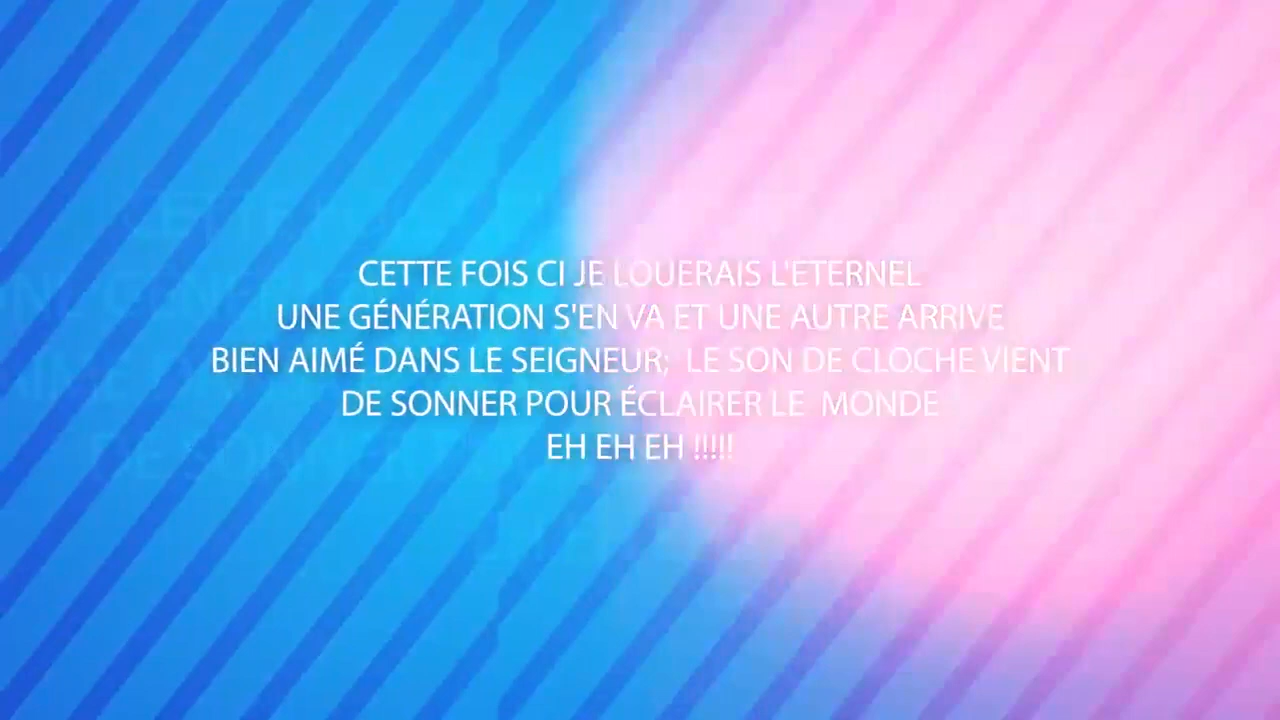 CETTE FOIS CI JE LOUERAIS L'ETERNEL
UNE GÉNÉRATION S'EN VA ET UNE AUTRE ARRIVE
BIEN AIMÉ DANS LE SEIGNEUR;  LE SON DE CLOCHE VIENT
DE SONNER POUR ÉCLAIRER LE  MONDE
EH EH EH !!!!!